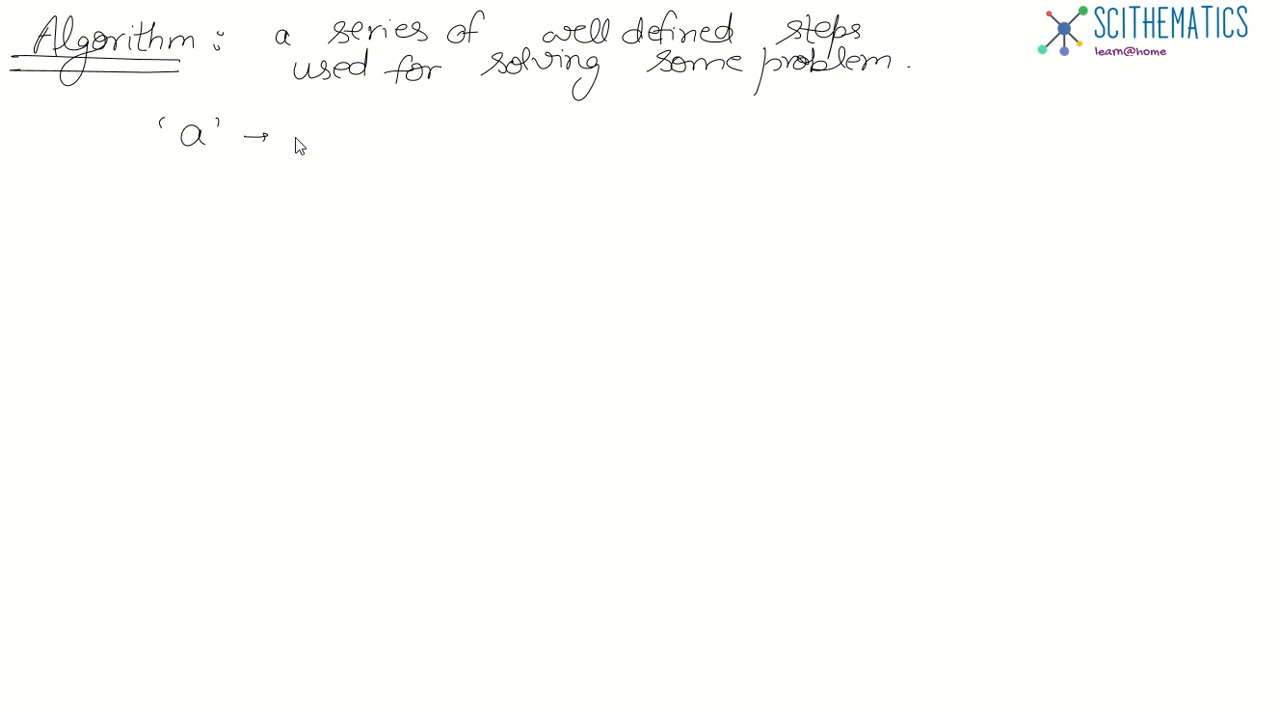 Algorithm : a series of well defined steps
used for solving some problem.
'a' →
SCITHEMATICS
learn@home